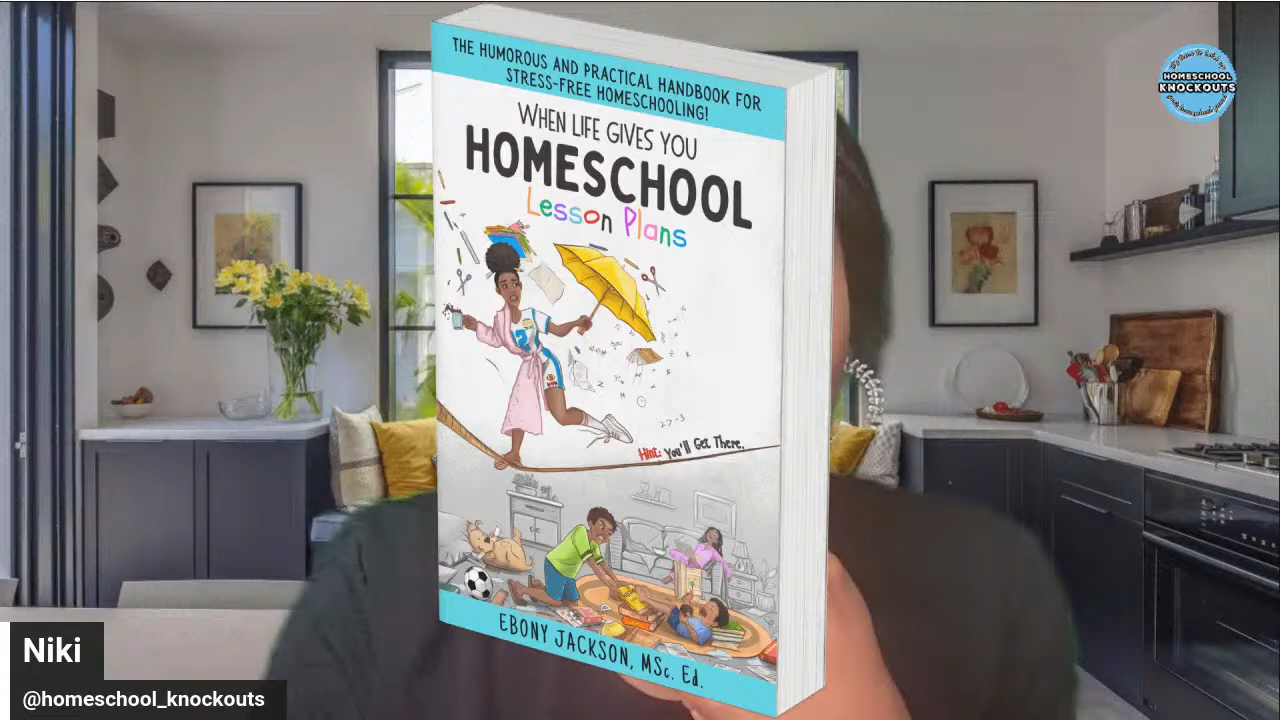 THE HUMOROUS AND PRACTICAL HANDBOOK FOR
STRESS-FREE HOMESCHOOLING!
WHEN LIFE GIVES YOU
HOMESCHOOL
Lesson Plans
Hint: You'll Get There.
EBONY JACKSON, MSc. Ed.
HOMESCHOOL
KNOCKOUTS
Niki
@homeschool_knockouts